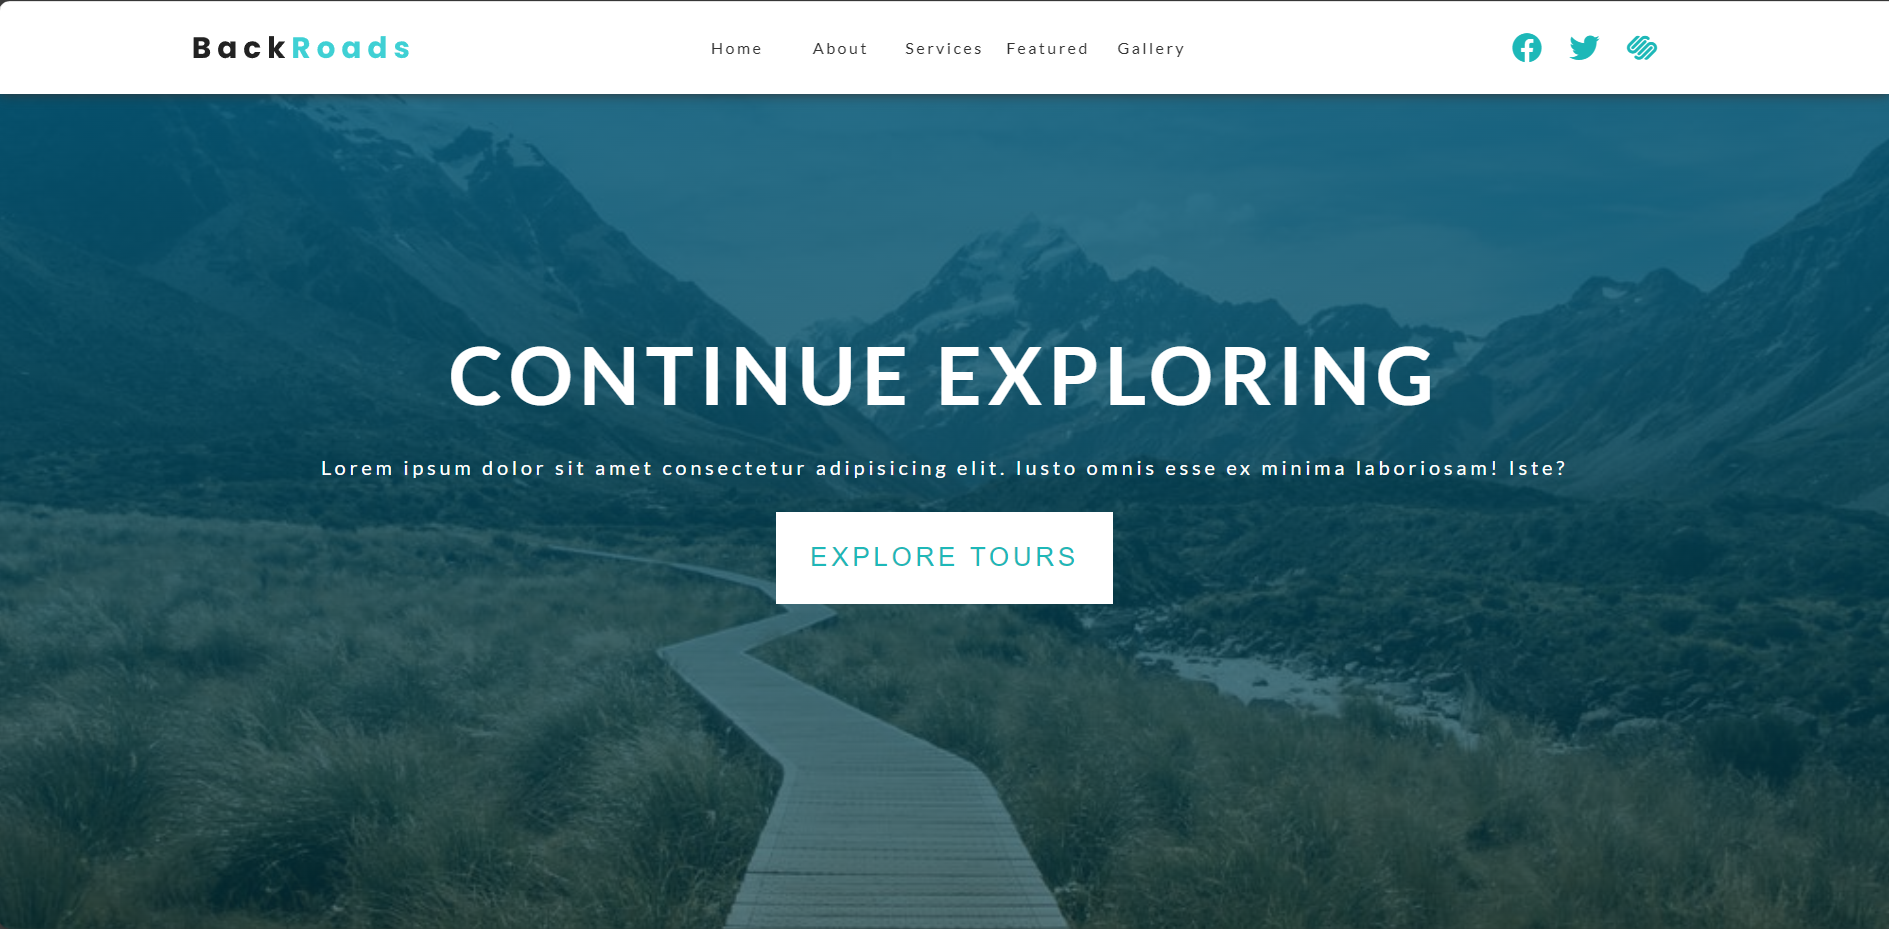 BackRoads
Home About Services Featured Gallery
CONTINUE EXPLORING
Lorem ipsum dolor sit amet consectetur adipisicing elit. Iusto omnis esse ex minima laboriosam! Iste?
EXPLORE TOURS